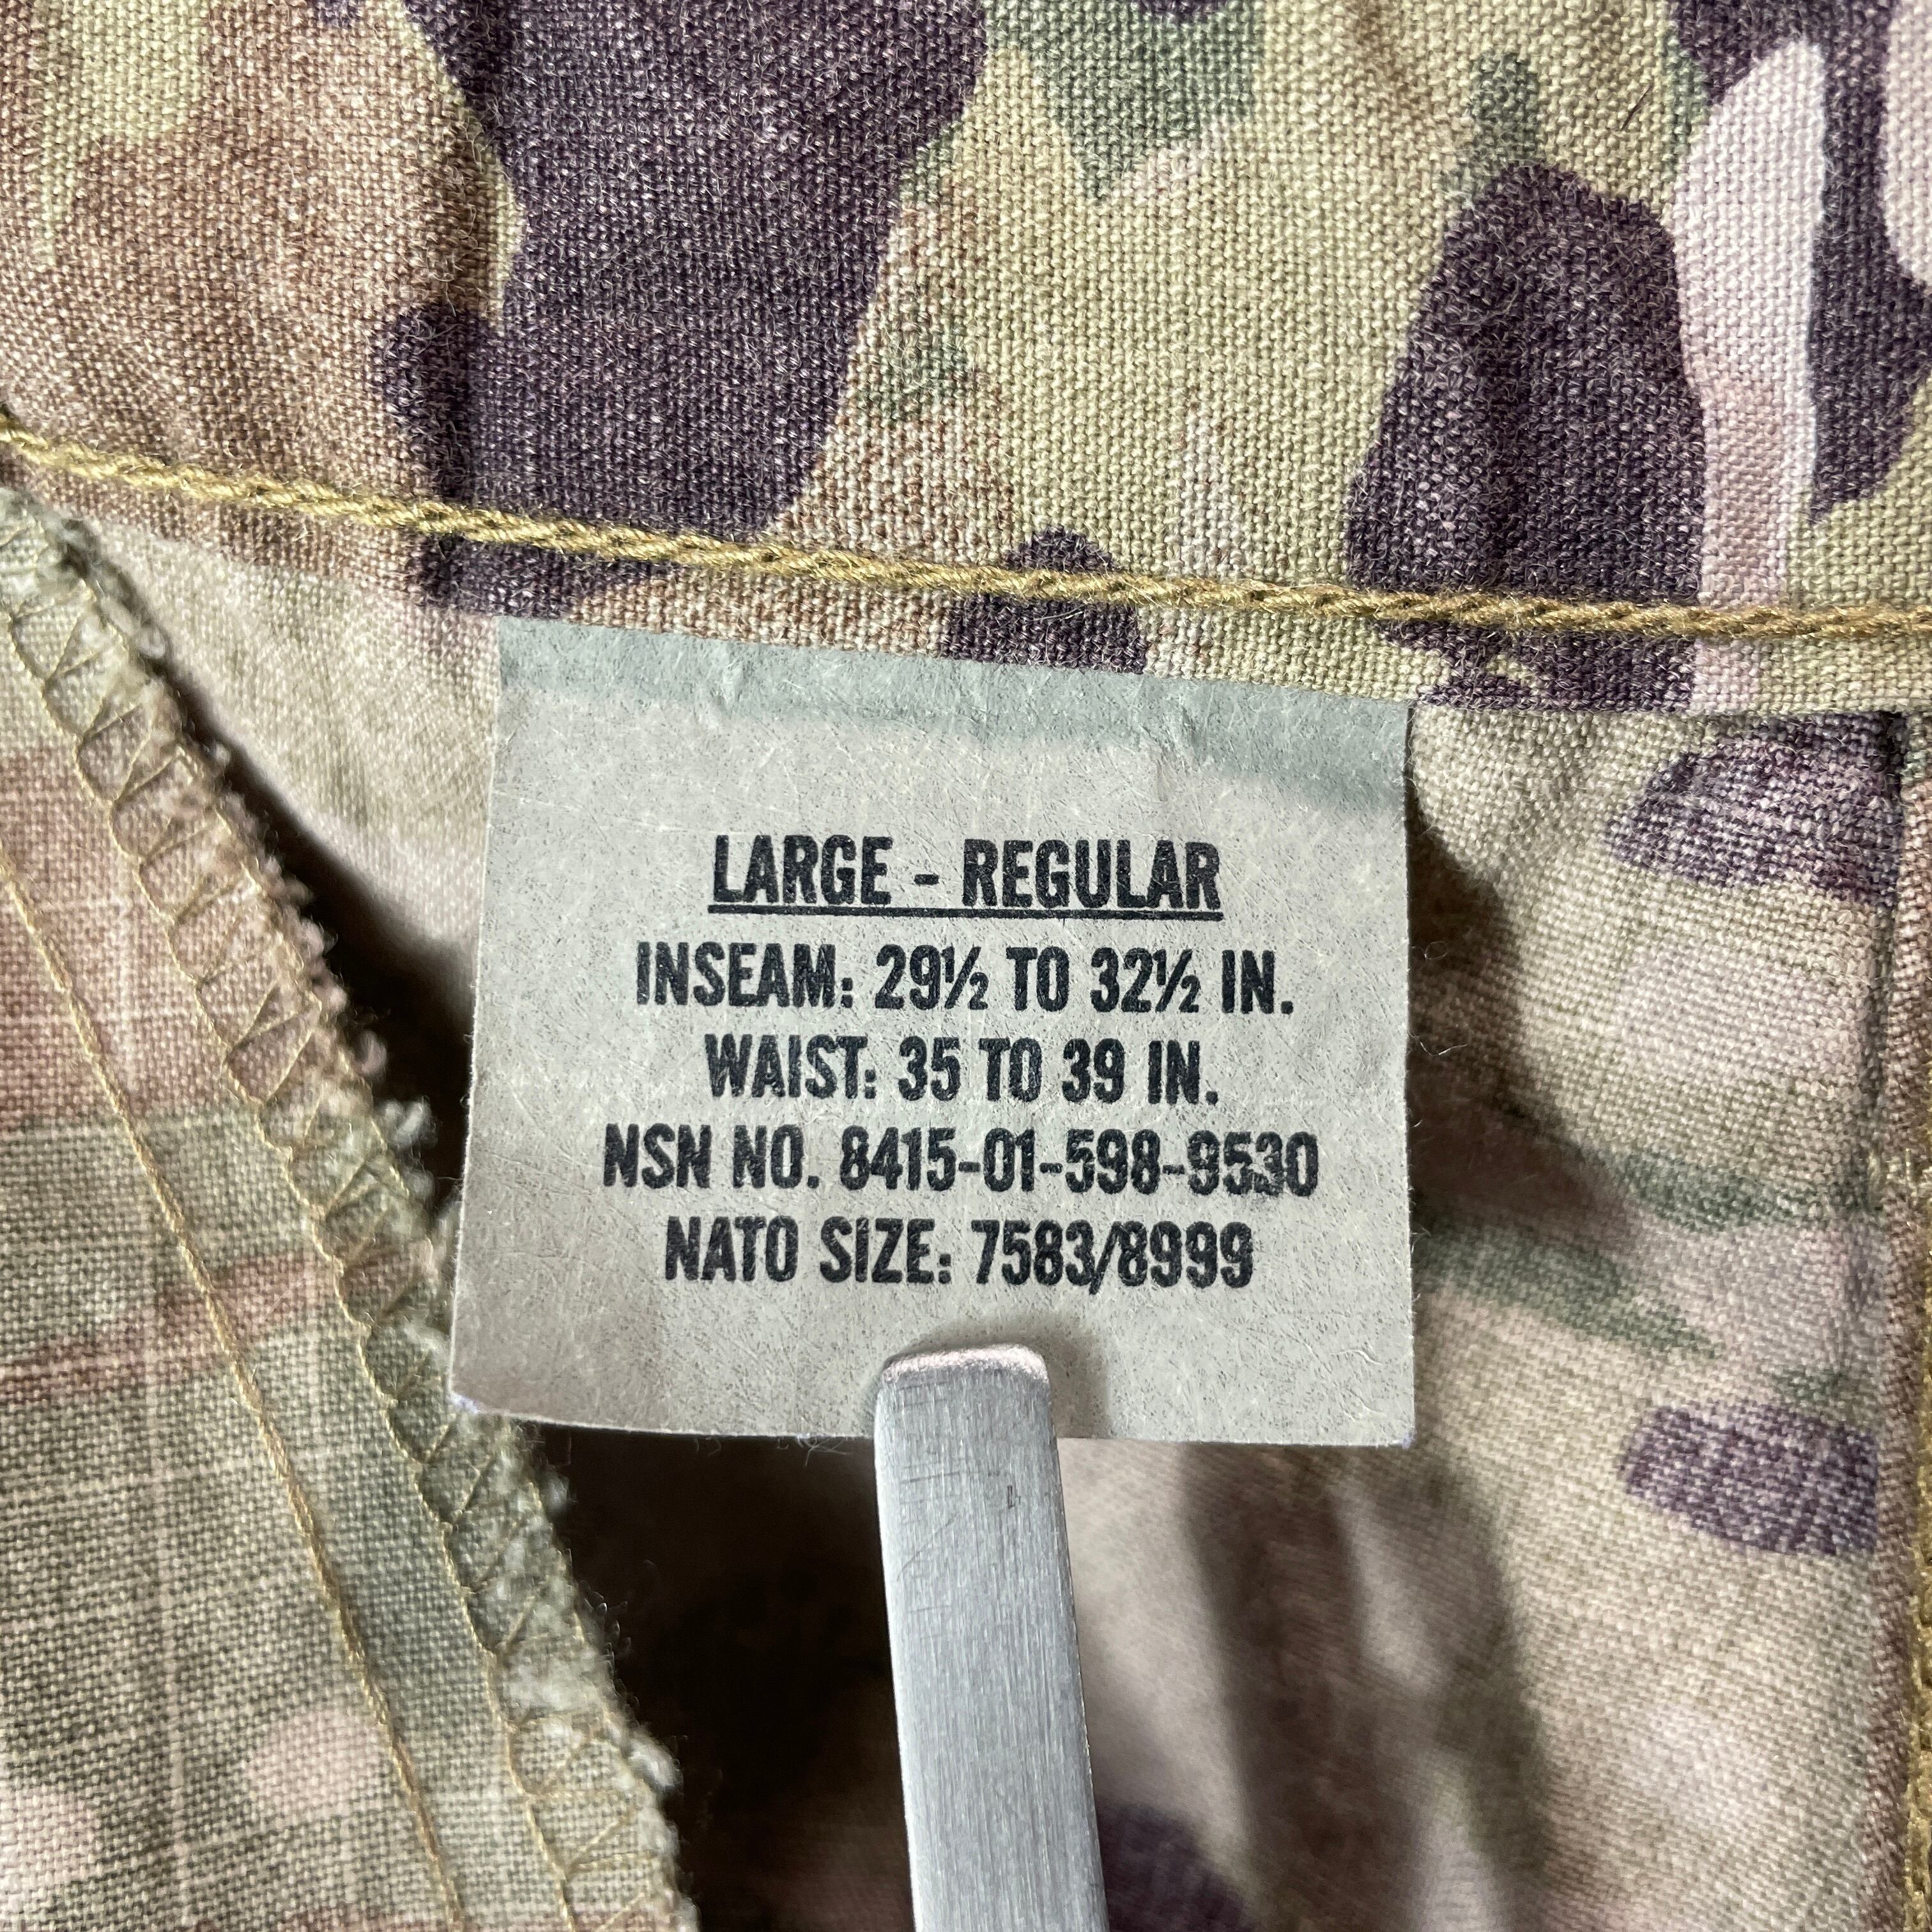 LARGE - REGULAR
INSEAM: 29½ TO 32½ IN.
WAIST: 35 TO 39 IN.
NSN NO. 8415-01-598-9530
NATO SIZE: 7583/8999